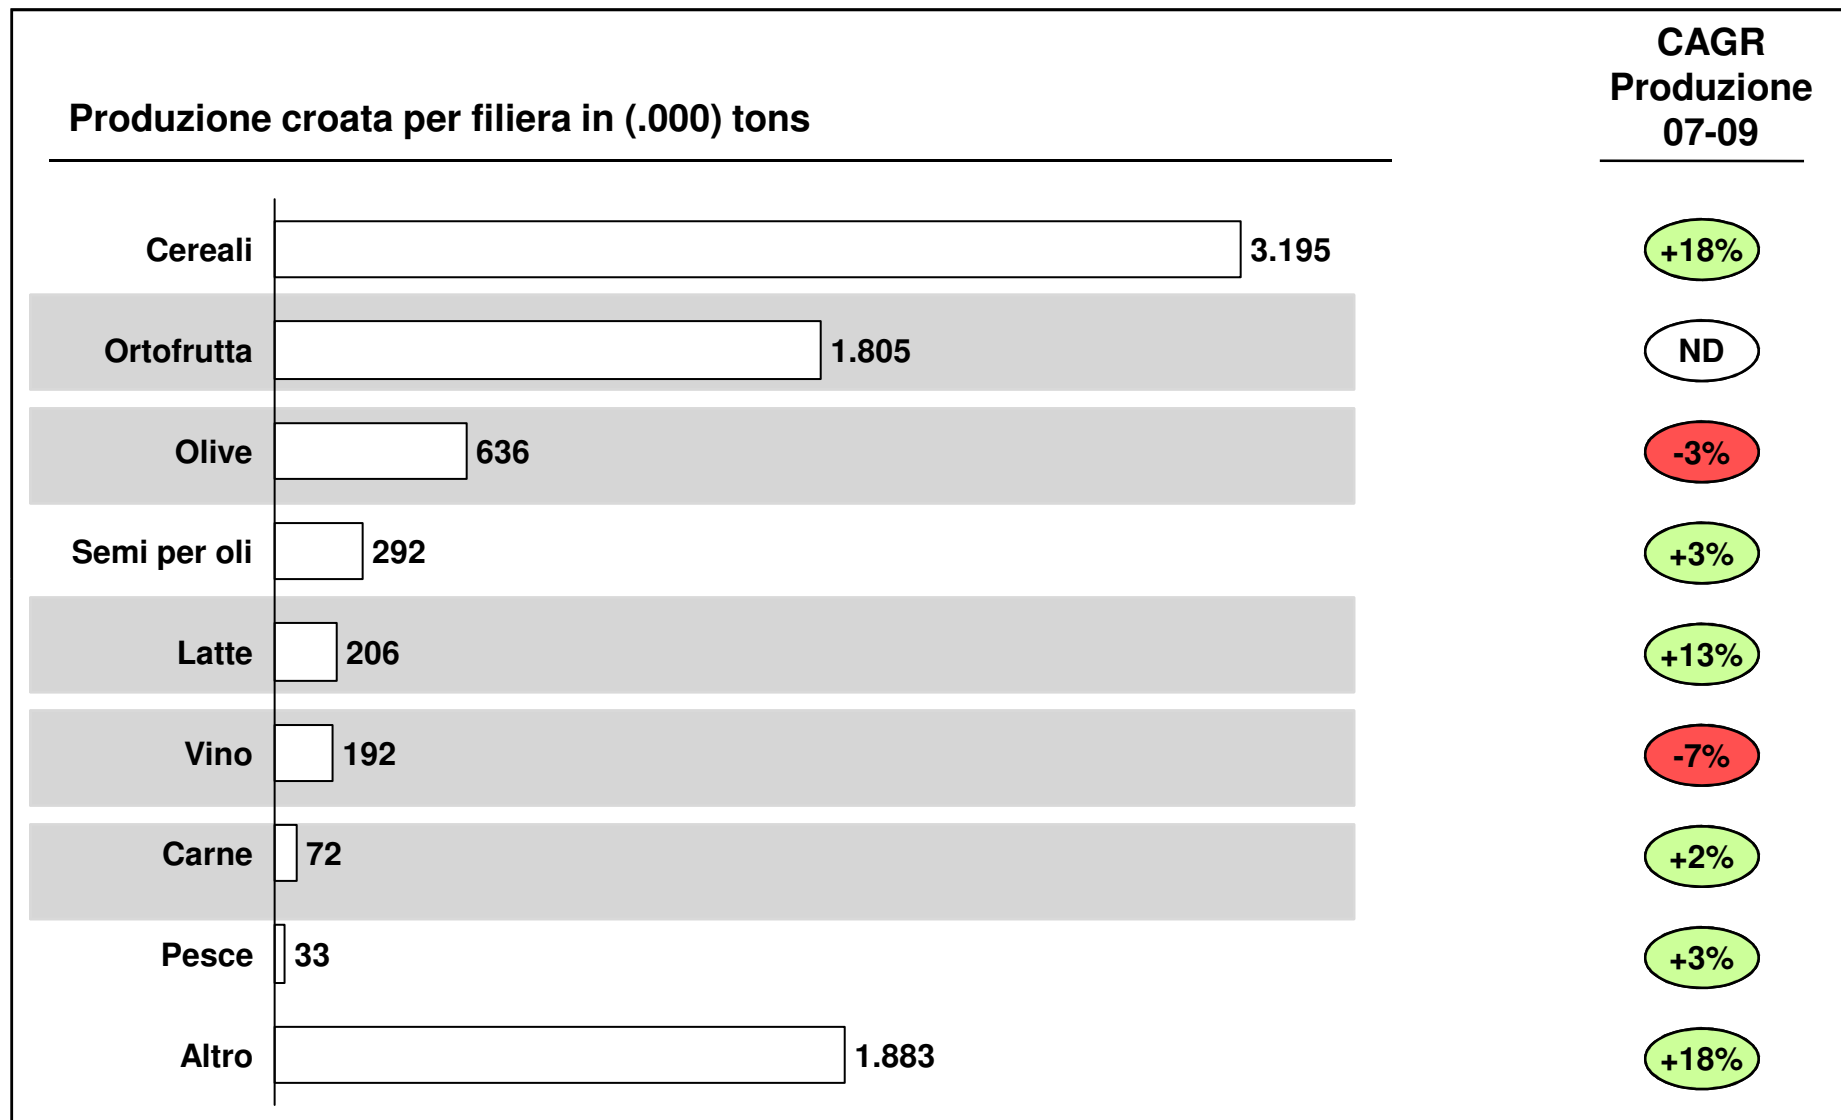 CAGR
Produzione
07-09
Produzione croata per filiera in (.000) tons
Cereali 3.195 +18%
Ortofrutta 1.805 ND
Olive 636 -3%
Semi per oli 292 +3%
Latte 206 +13%
Vino 192 -7%
Carne 72 +2%
Pesce 33 +3%
Altro 1.883 +18%